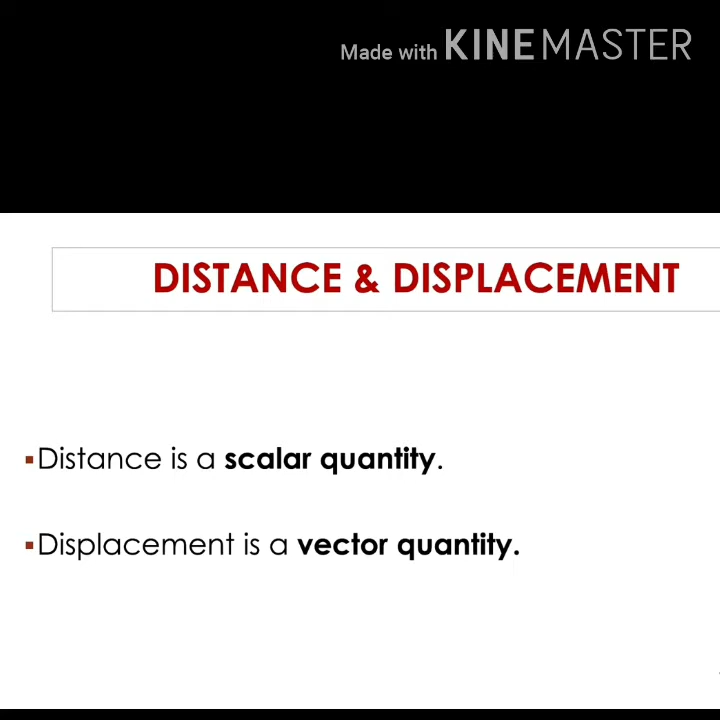 Made with KINEMASTER
DISTANCE & DISPLACEMENT
▪Distance is a scalar quantity.
▪Displacement is a vector quantity.